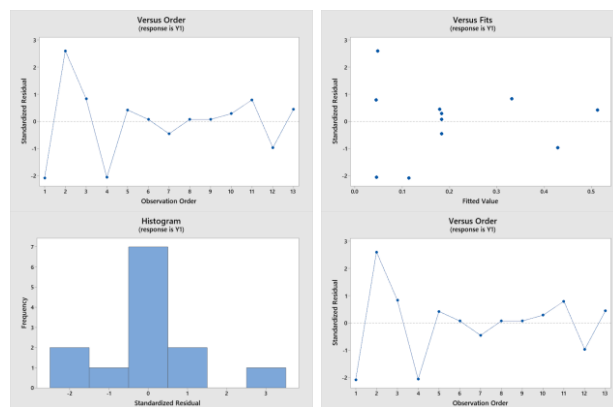 Versus Order
(response is Y1)
Standardized Residual
3
2
1
0
-1
-2
1 2 3 4 5 6 7 8 9 10 11 12 13
Observation Order
Versus Fits
(response is Y1)
Standardized Residual
3
2
1
0
-1
-2
0.0 0.1 0.2 0.3 0.4 0.5
Fitted Value
Histogram
(response is Y1)
Frequency
7
6
5
4
3
2
1
0
-2 -1 0 1 2 3
Standardized Residual
Versus Order
(response is Y1)
Standardized Residual
3
2
1
0
-1
-2
1 2 3 4 5 6 7 8 9 10 11 12 13
Observation Order